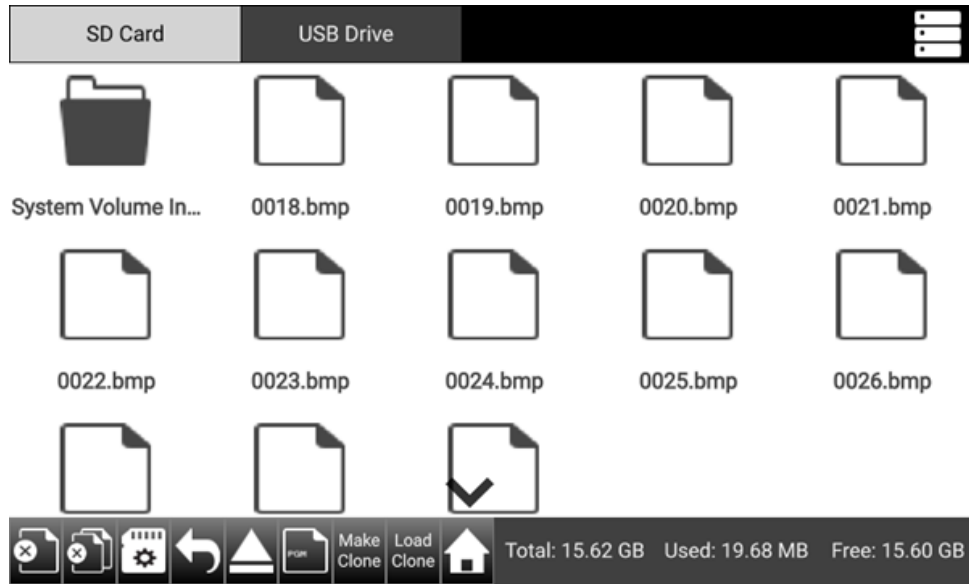 SD Card USB Drive
System Volume In... 0018.bmp 0019.bmp 0020.bmp 0021.bmp
0022.bmp 0023.bmp 0024.bmp 0025.bmp 0026.bmp
PGM
Make Clone
Load Clone
Total: 15.62 GB Used: 19.68 MB Free: 15.60 GB